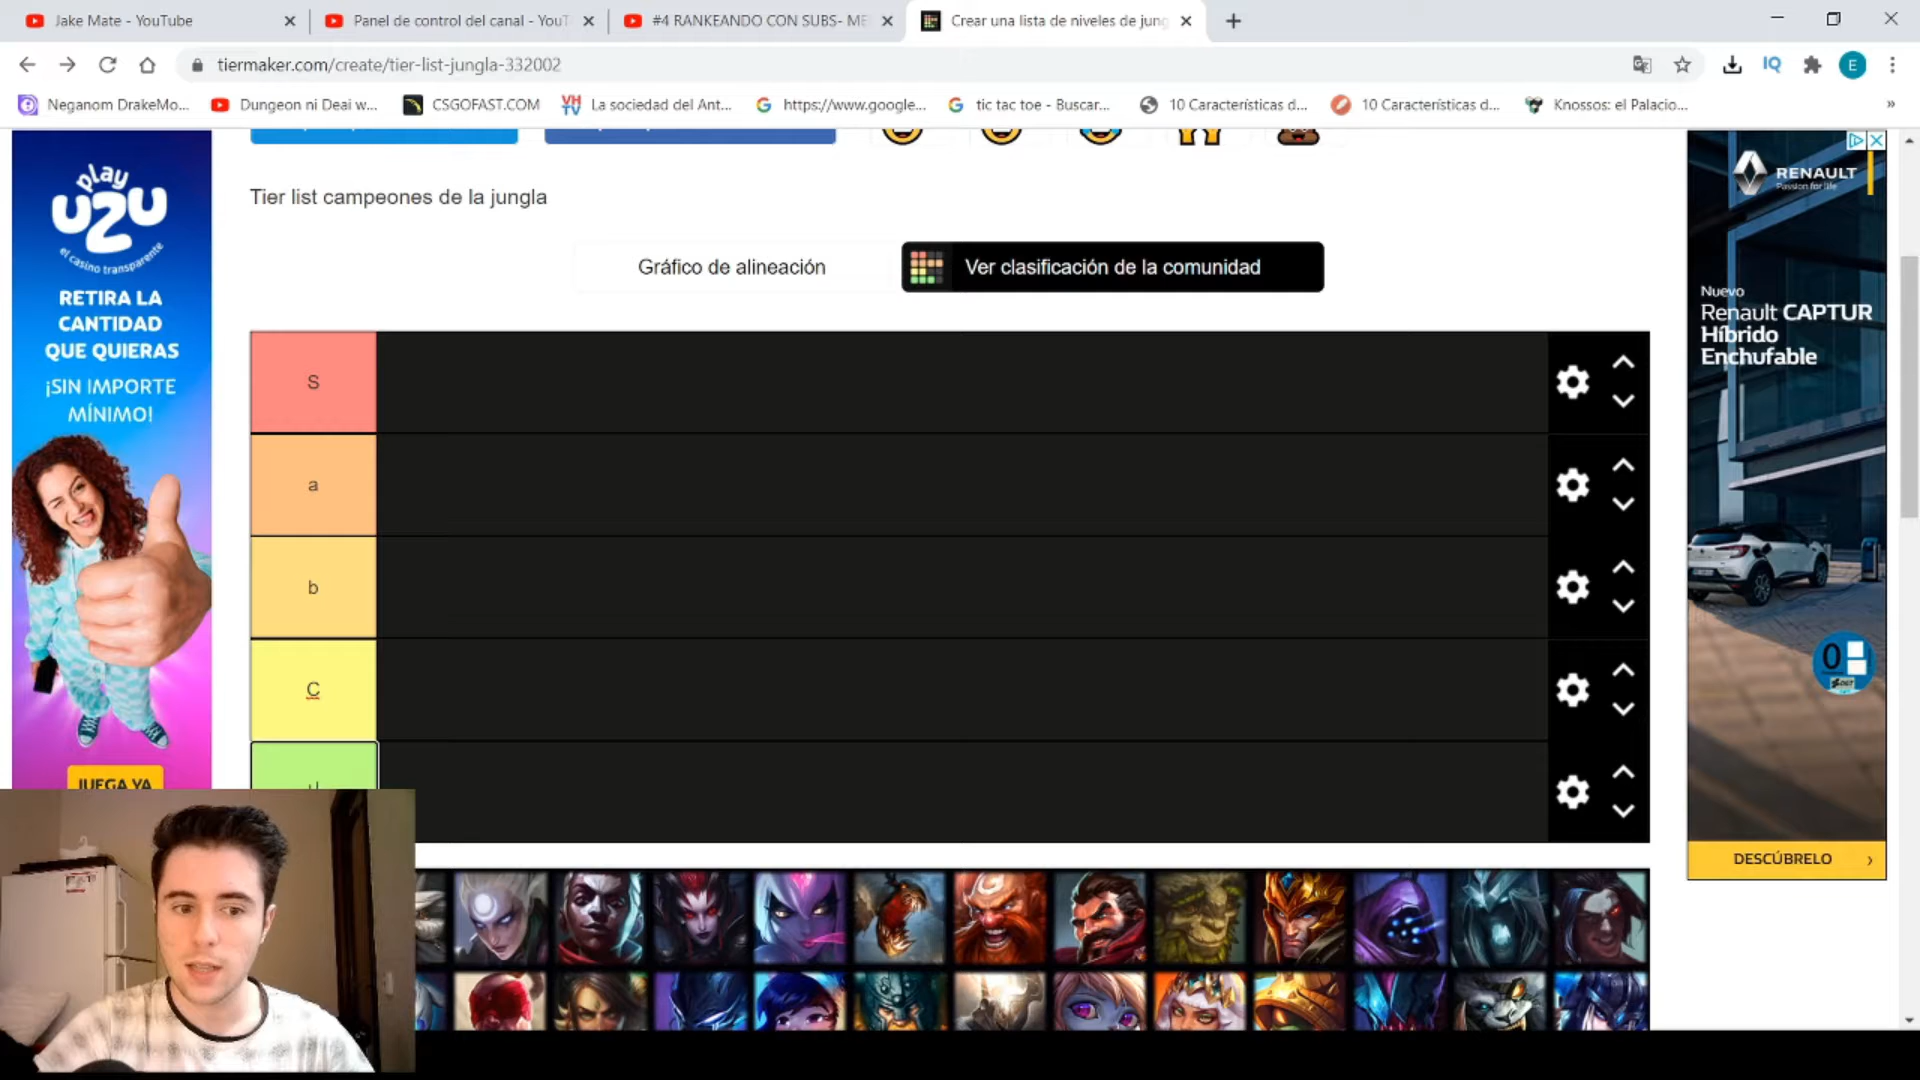 Jake Mate - YouTube
Panel de control del canal - YouT
#4 RANKEANDO CON SUBS- ME
Crear una lista de niveles de jung
tiermaker.com/create/tier-list-jungla-332002
IQ
E
Neganom DrakeMo...
Dungeon ni Deai w...
CSGOFAST.COM
VH TV
La sociedad del Ant...
https://www.google...
tic tac toe - Buscar...
10 Características d...
10 Características d...
Knossos: el Palacio...
play
UZU
el casino transparente
RETIRA LA
CANTIDAD
QUE QUIERAS
¡SIN IMPORTE
MÍNIMO!
JUEGA YA
Tier list campeones de la jungla
Gráfico de alineación
Ver clasificación de la comunidad
S
a
b
C
RENAULT
Passion for life
Nuevo
Renault CAPTUR
Híbrido
Enchufable
0
DESCÚBRELO